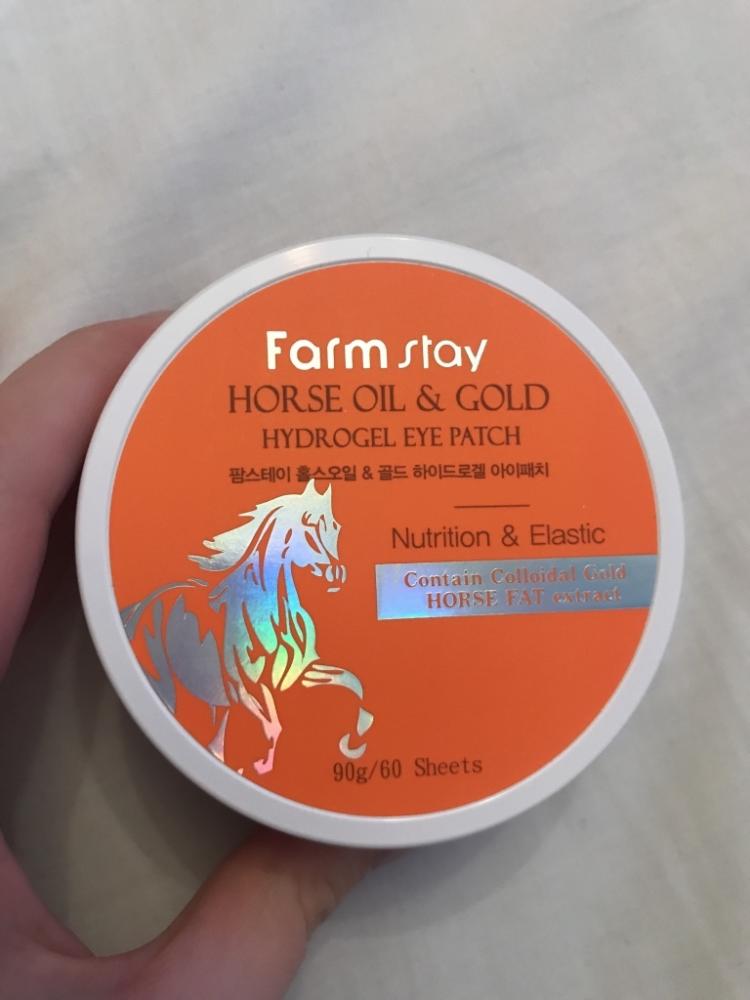 Farm stay
HORSE OIL & GOLD
HYDROGEL EYE PATCH
팜스테이 홀스오일 & 골드 하이드로겔 아이패치
Nutrition & Elastic
Contain Colloidal Gold
HORSE FAT extract
90g/60 Sheets